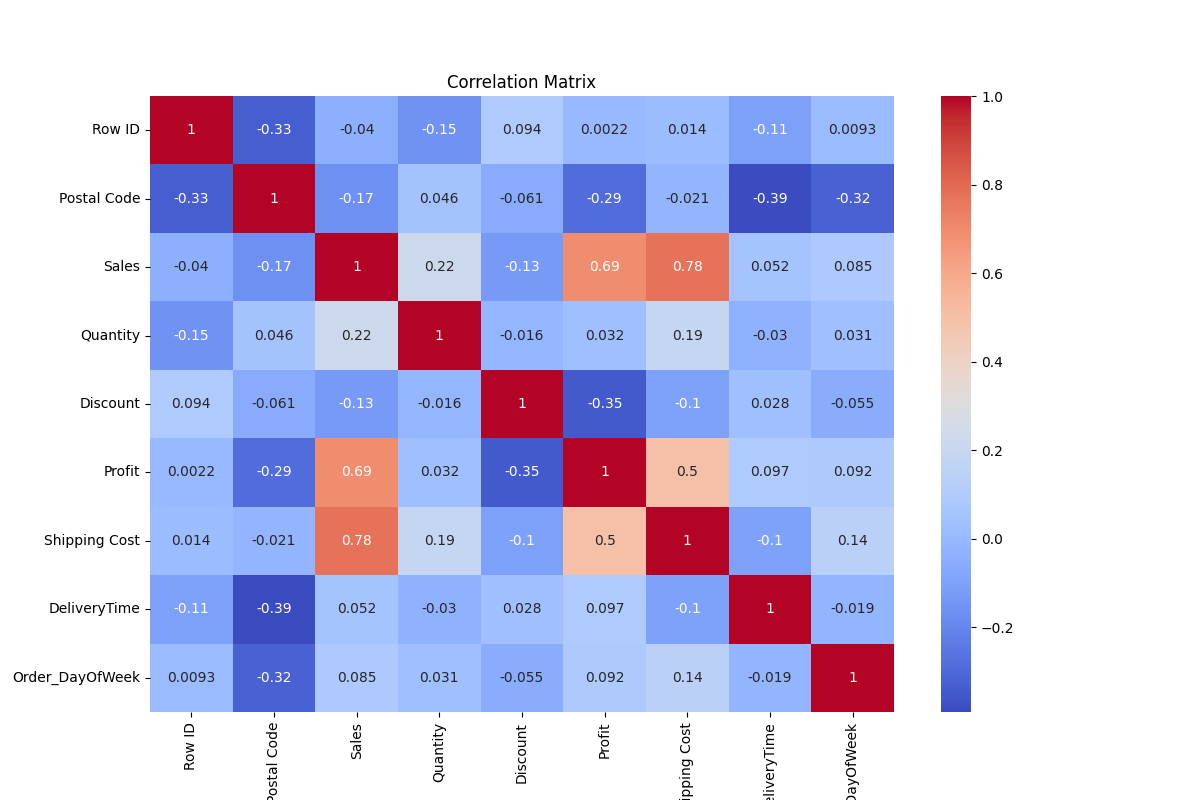 Correlation Matrix
Row ID 1 -0.33 -0.04 -0.15 0.094 0.0022 0.014 -0.11 0.0093
Postal Code -0.33 1 -0.17 0.046 -0.061 -0.29 -0.021 -0.39 -0.32
Sales -0.04 -0.17 1 0.22 -0.13 0.69 0.78 0.052 0.085
Quantity -0.15 0.046 0.22 1 -0.016 0.032 0.19 -0.03 0.031
Discount 0.094 -0.061 -0.13 -0.016 1 -0.35 -0.1 0.028 -0.055
Profit 0.0022 -0.29 0.69 0.032 -0.35 1 0.5 0.097 0.092
Shipping Cost 0.014 -0.021 0.78 0.19 -0.1 0.5 1 -0.1 0.14
DeliveryTime -0.11 -0.39 0.052 -0.03 0.028 0.097 -0.1 1 -0.019
Order_DayOfWeek 0.0093 -0.32 0.085 0.031 -0.055 0.092 0.14 -0.019 1
Row ID
Postal Code
Sales
Quantity
Discount
Profit
ipping Cost
eliveryTime
DayOfWeek
1.0
0.8
0.6
0.4
0.2
0.0
−0.2